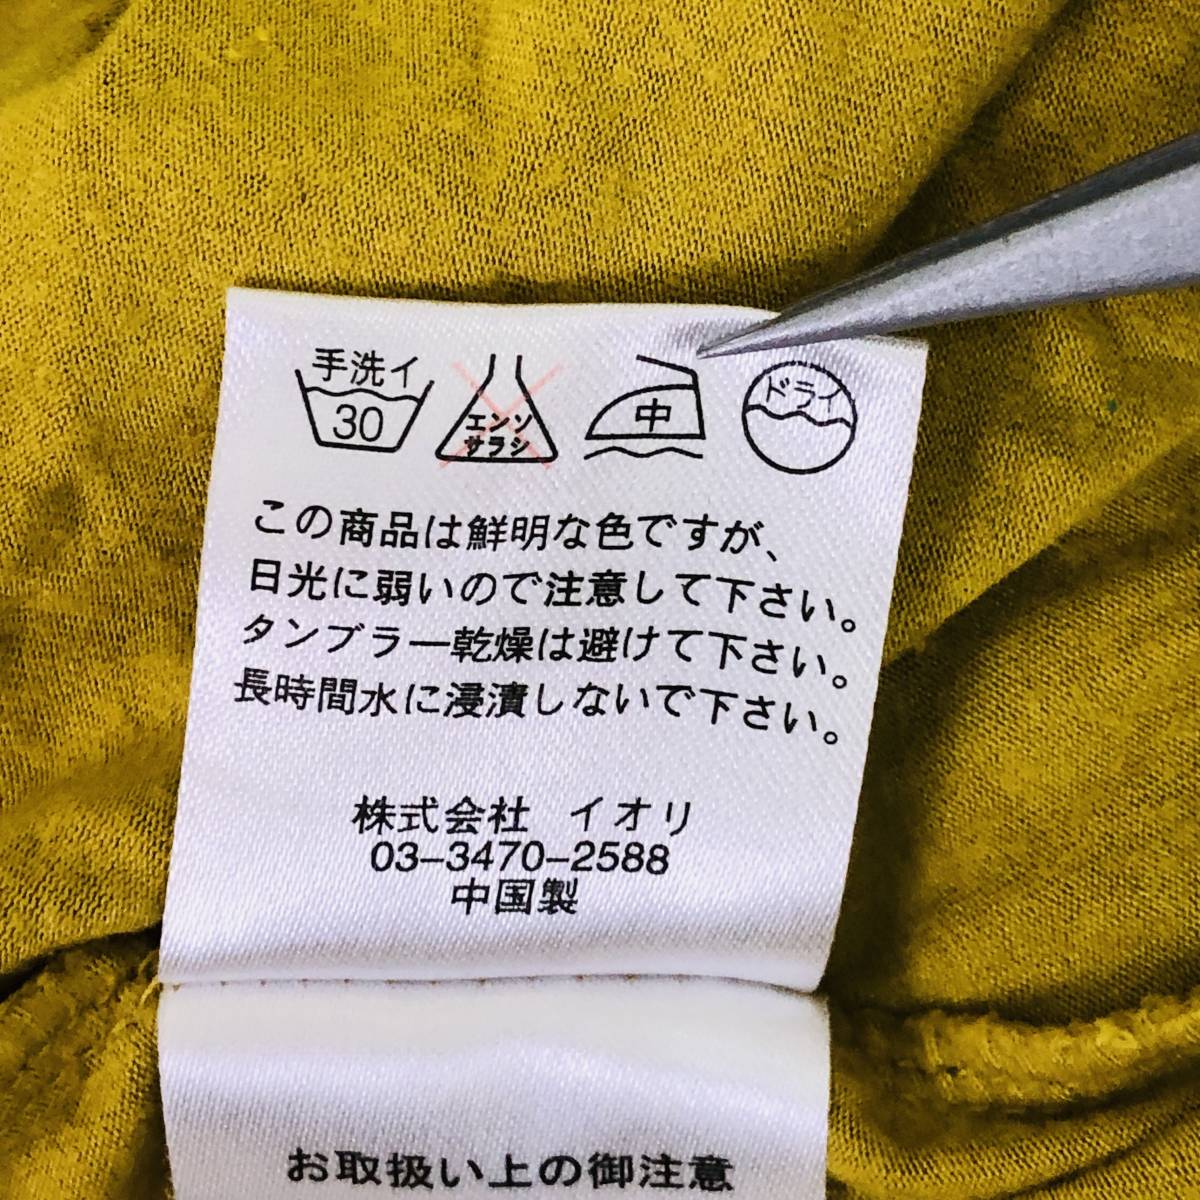 手洗イ
30
エンソ
サラシ
中
ドライ
この商品は鮮明な色ですが、
日光に弱いので注意して下さい。
タンブラー乾燥は避けて下さい。
長時間水に浸漬しないで下さい。
株式会社 イオリ
03-3470-2588
中国製
お取扱い上の御注意